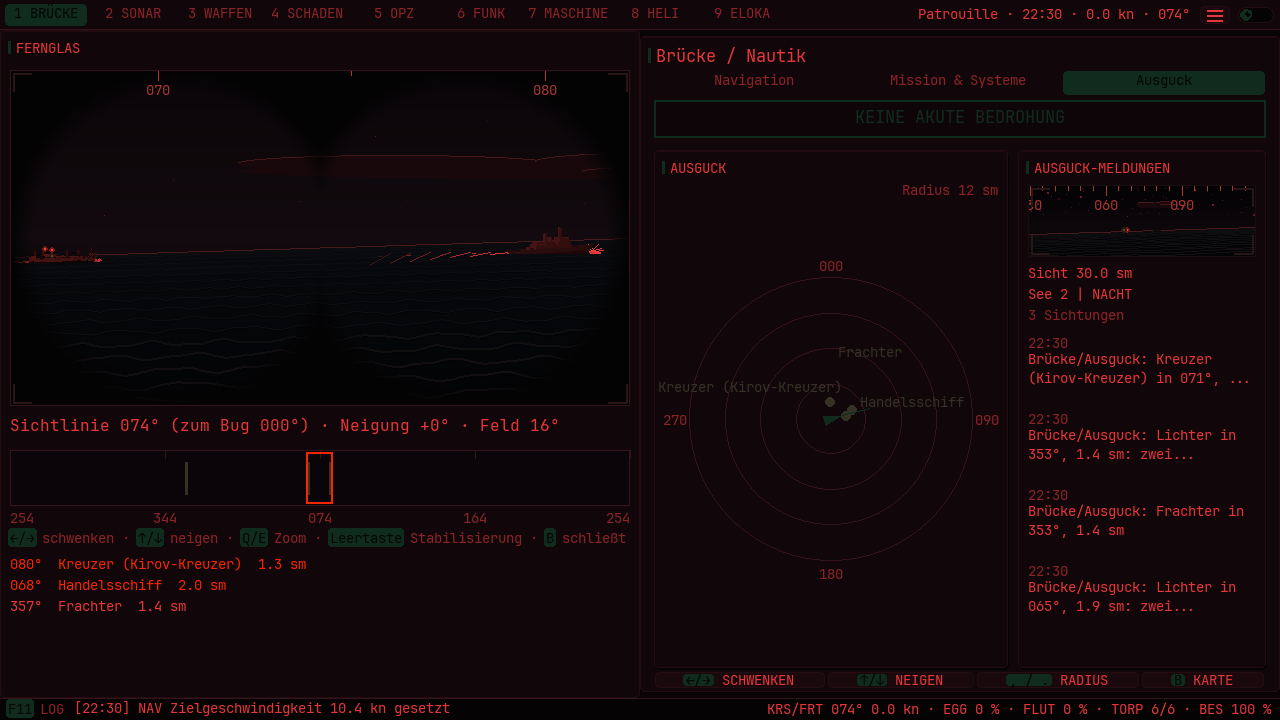 1 BRÜCKE 2 SONAR 3 WAFFEN 4 SCHADEN 5 OPZ 6 FUNK 7 MASCHINE 8 HELI 9 ELOKA Patrouille · 22:30 · 0.0 kn · 074°
FERNGLAS
070 080
Sichtlinie 074° (zum Bug 000°) · Neigung +0° · Feld 16°
254 344 074 164 254
←/→ schwenken · ↑/↓ neigen · Q/E Zoom · Leertaste Stabilisierung · B schließt
080° Kreuzer (Kirov-Kreuzer) 1.3 sm
068° Handelsschiff 2.0 sm
357° Frachter 1.4 sm
Brücke / Nautik
Navigation Mission & Systeme Ausguck
KEINE AKUTE BEDROHUNG
AUSGUCK
Radius 12 sm
000
Frachter
Kreuzer (Kirov-Kreuzer)
Handelsschiff
270 090
180
AUSGUCK-MELDUNGEN
060 090
Sicht 30.0 sm
See 2 | NACHT
3 Sichtungen
22:30
Brücke/Ausguck: Kreuzer
(Kirov-Kreuzer) in 071°, ...
22:30
Brücke/Ausguck: Lichter in
353°, 1.4 sm: zwei...
22:30
Brücke/Ausguck: Frachter in
353°, 1.4 sm
22:30
Brücke/Ausguck: Lichter in
065°, 1.9 sm: zwei...
←/→ SCHWENKEN ↑/↓ NEIGEN RADIUS B KARTE
F11 LOG [22:30] NAV Zielgeschwindigkeit 10.4 kn gesetzt KRS/FRT 074° 0.0 kn · EGG 0 % · FLUT 0 % · TORP 6/6 · BES 100 %